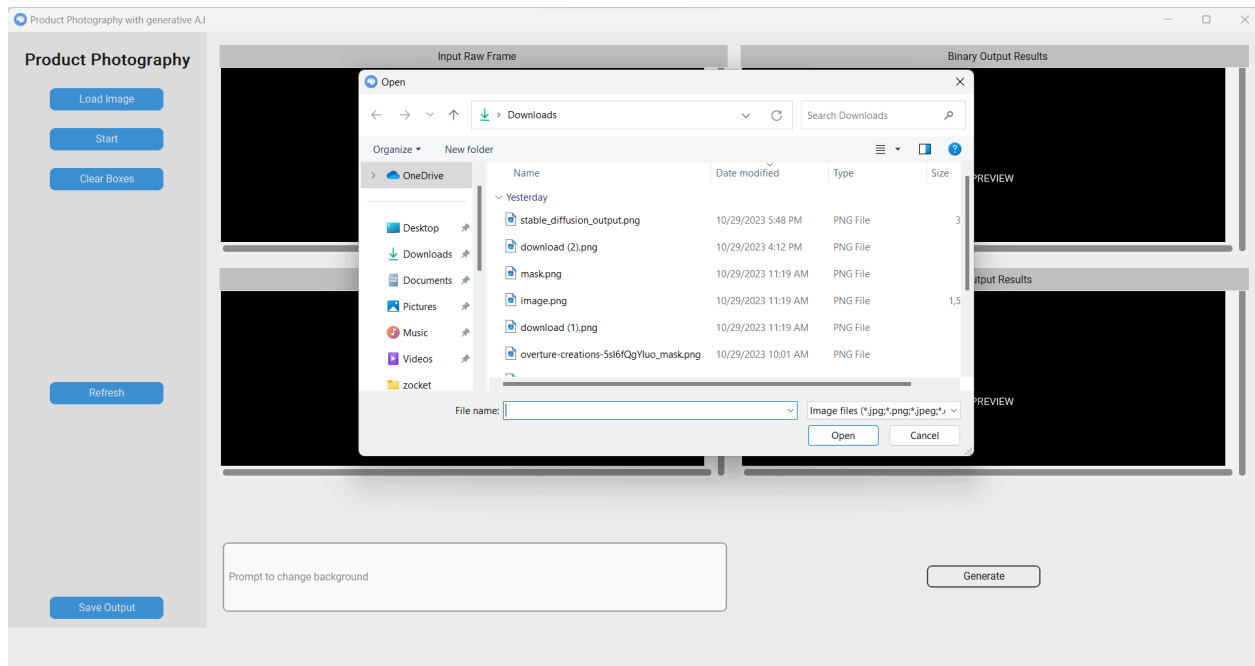 Product Photography with generative A.I
Product Photography
Load Image
Start
Clear Boxes
Refresh
Save Output
Input Raw Frame
Binary Output Results
PREVIEW
utput Results
PREVIEW
Open
Downloads
Search Downloads
Organize
New folder
OneDrive
Desktop
Downloads
Documents
Pictures
Music
Videos
zocket
Name Date modified Type Size
Yesterday
stable_diffusion_output.png 10/29/2023 5:48 PM PNG File 3
download (2).png 10/29/2023 4:12 PM PNG File
mask.png 10/29/2023 11:19 AM PNG File
image.png 10/29/2023 11:19 AM PNG File 1,5
download (1).png 10/29/2023 11:19 AM PNG File
overture-creations-5sI6fQgYIuo_mask.png 10/29/2023 10:01 AM PNG File
File name:
Image files (*.jpg;*.png;*.jpeg;*.
Open
Cancel
Prompt to change background
Generate